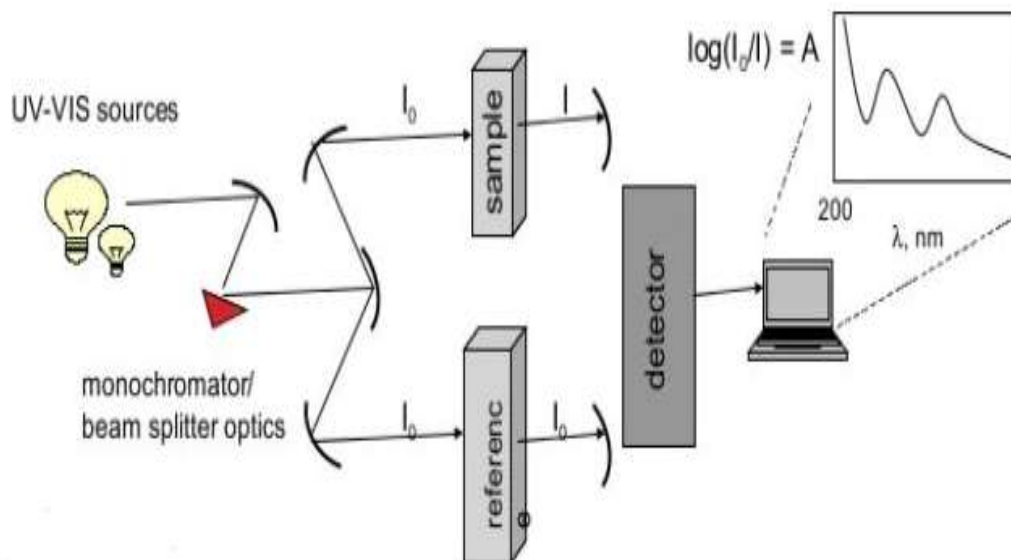 UV-VIS sources
I₀
I
log(I₀/I) = A
sample
200
λ, nm
detector
monochromator/
beam splitter optics
I₀
I₀
referenc
e